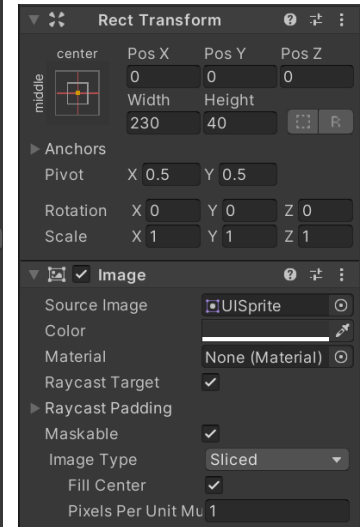 Rect Transform
center
Pos X Pos Y Pos Z
0 0 0
middle
Width Height
230 40
R
Anchors
Pivot X 0.5 Y 0.5
Rotation X 0 Y 0 Z 0
Scale X 1 Y 1 Z 1
Image
Source Image UISprite
Color
Material None (Material)
Raycast Target
Raycast Padding
Maskable
Image Type Sliced
Fill Center
Pixels Per Unit Mu 1